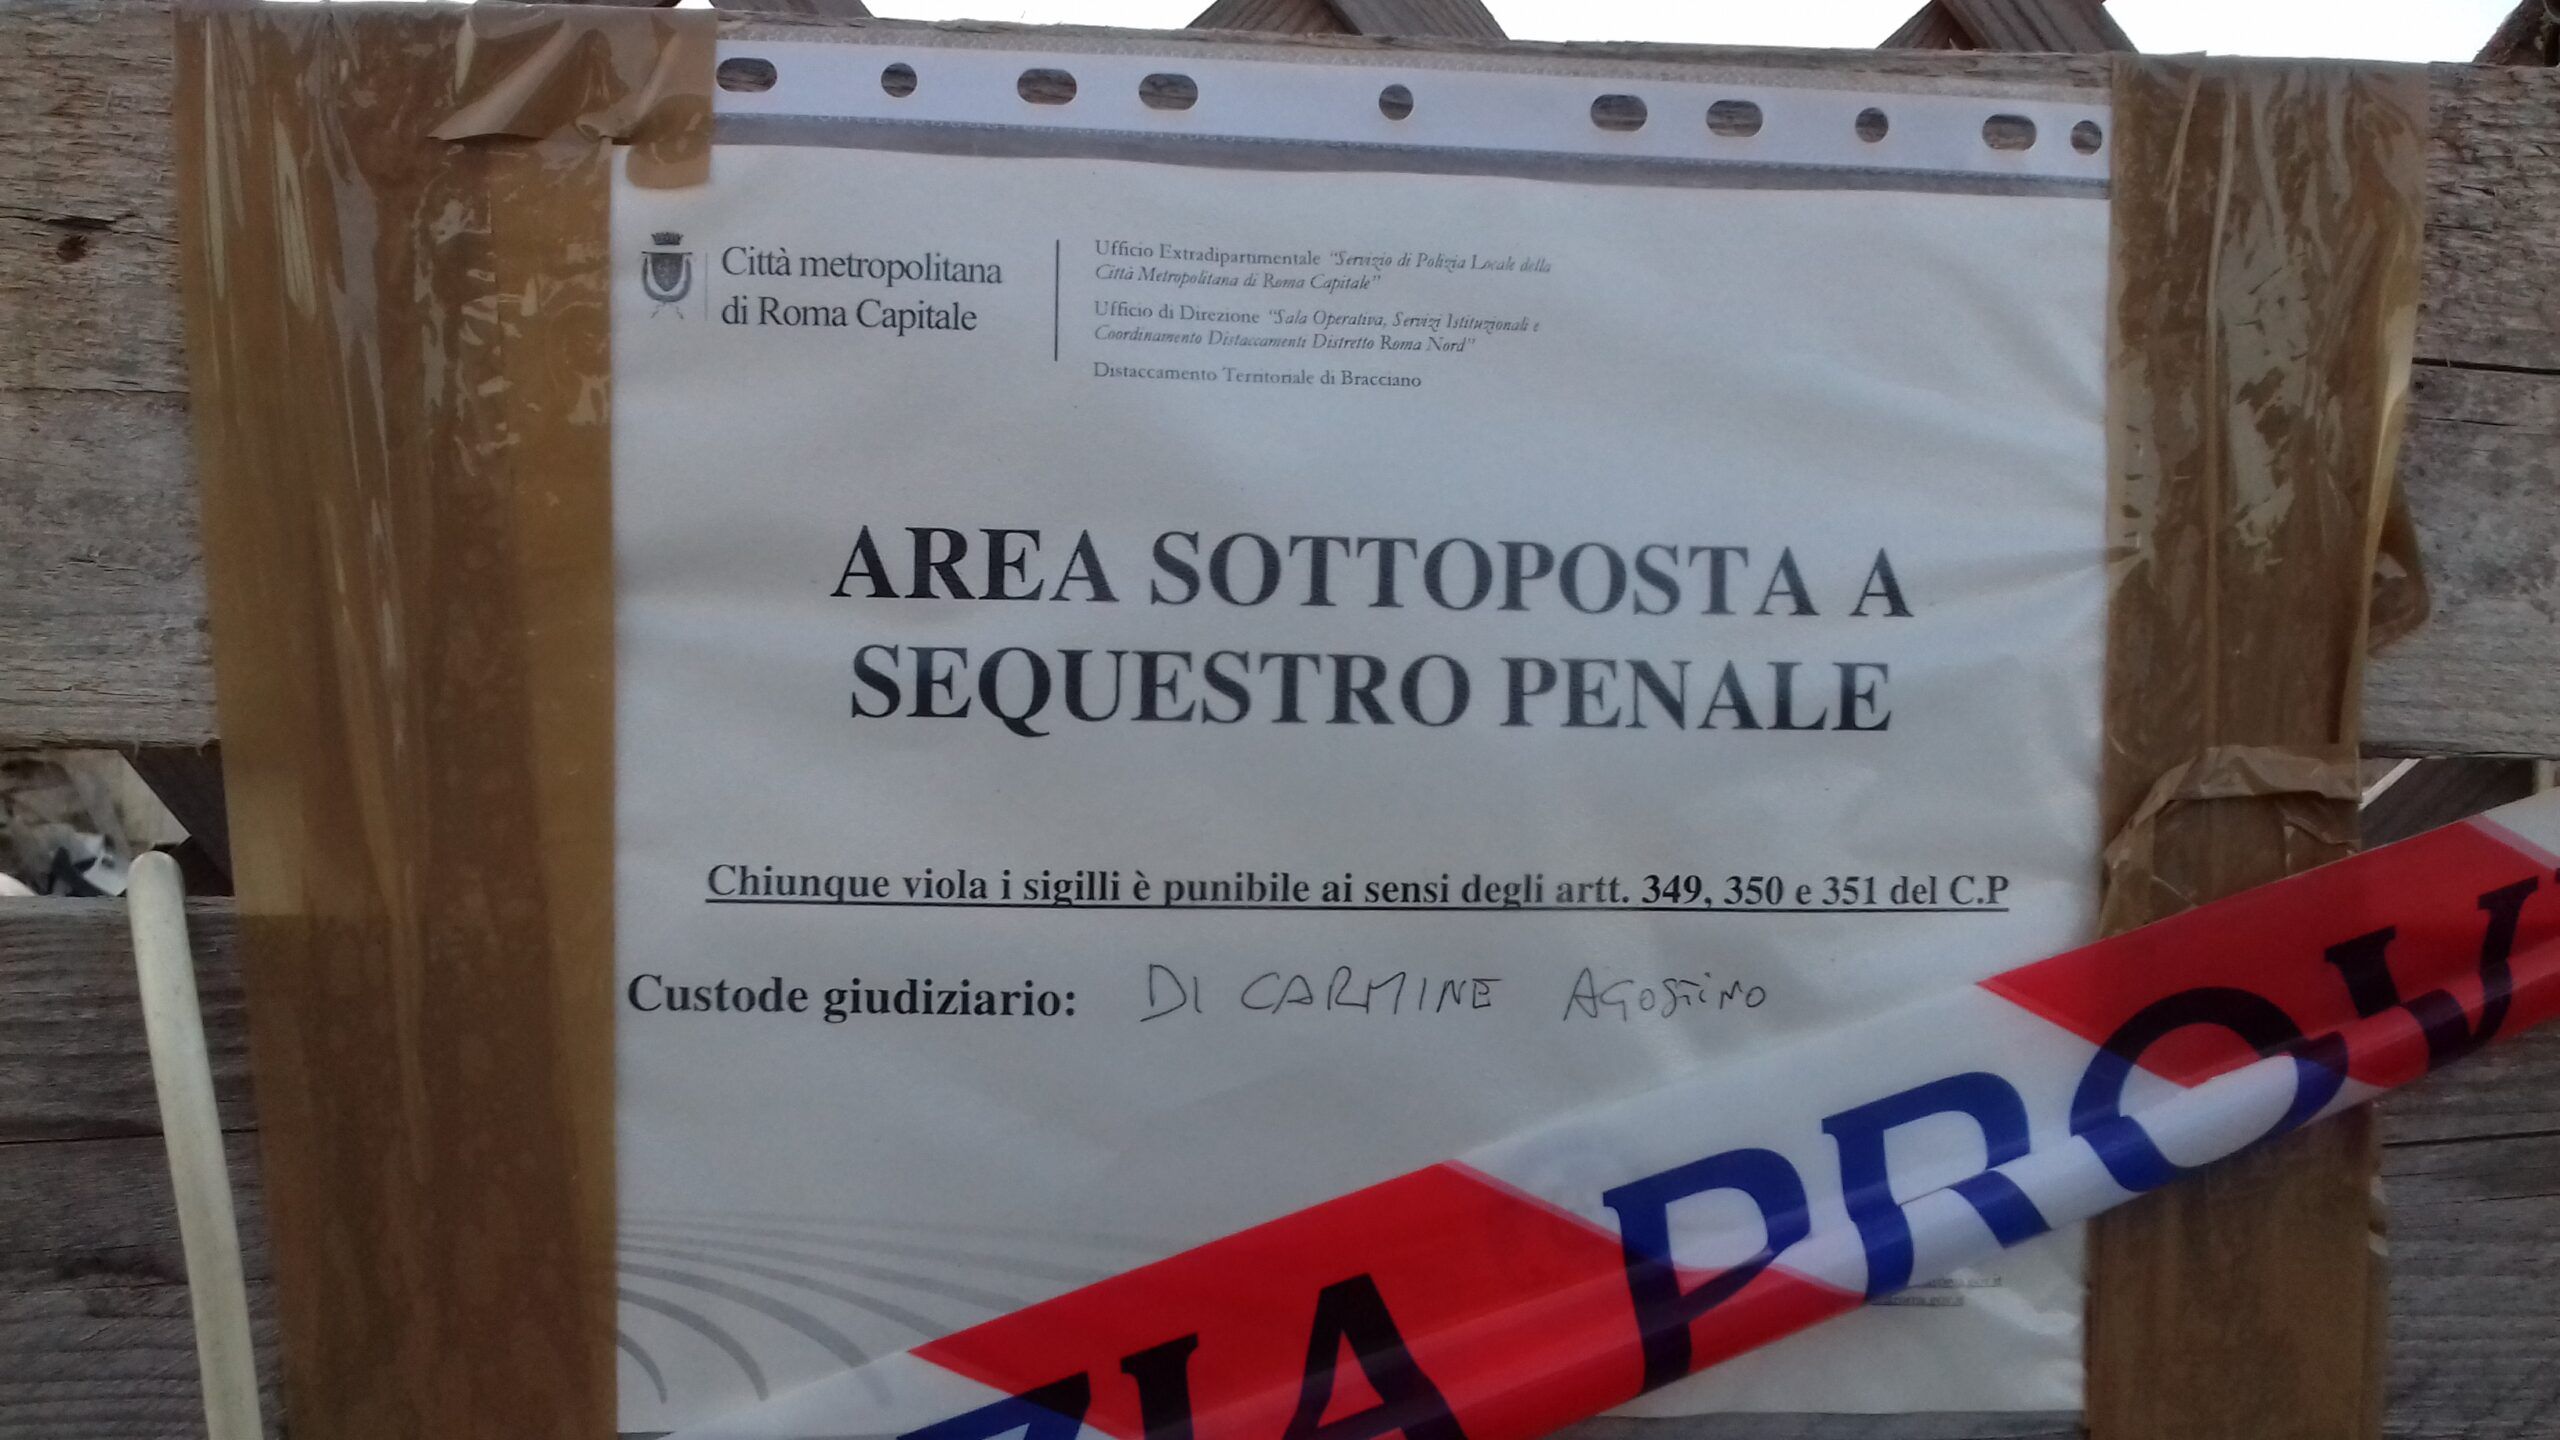 Città metropolitana
di Roma Capitale
Ufficio Extradipartimentale "Servizio di Polizia Locale della
Città Metropolitana di Roma Capitale"
Ufficio di Direzione "Sala Operativa, Servizi Istituzionali e
Coordinamento Distaccamenti Distretto Roma Nord"
Distaccamento Territoriale di Bracciano
AREA SOTTOPOSTA A
SEQUESTRO PENALE
Chiunque viola i sigilli è punibile ai sensi degli artt. 349, 350 e 351 del C.P
Custode giudiziario: DI CARMINE AGOSTINO
ZIA PROV